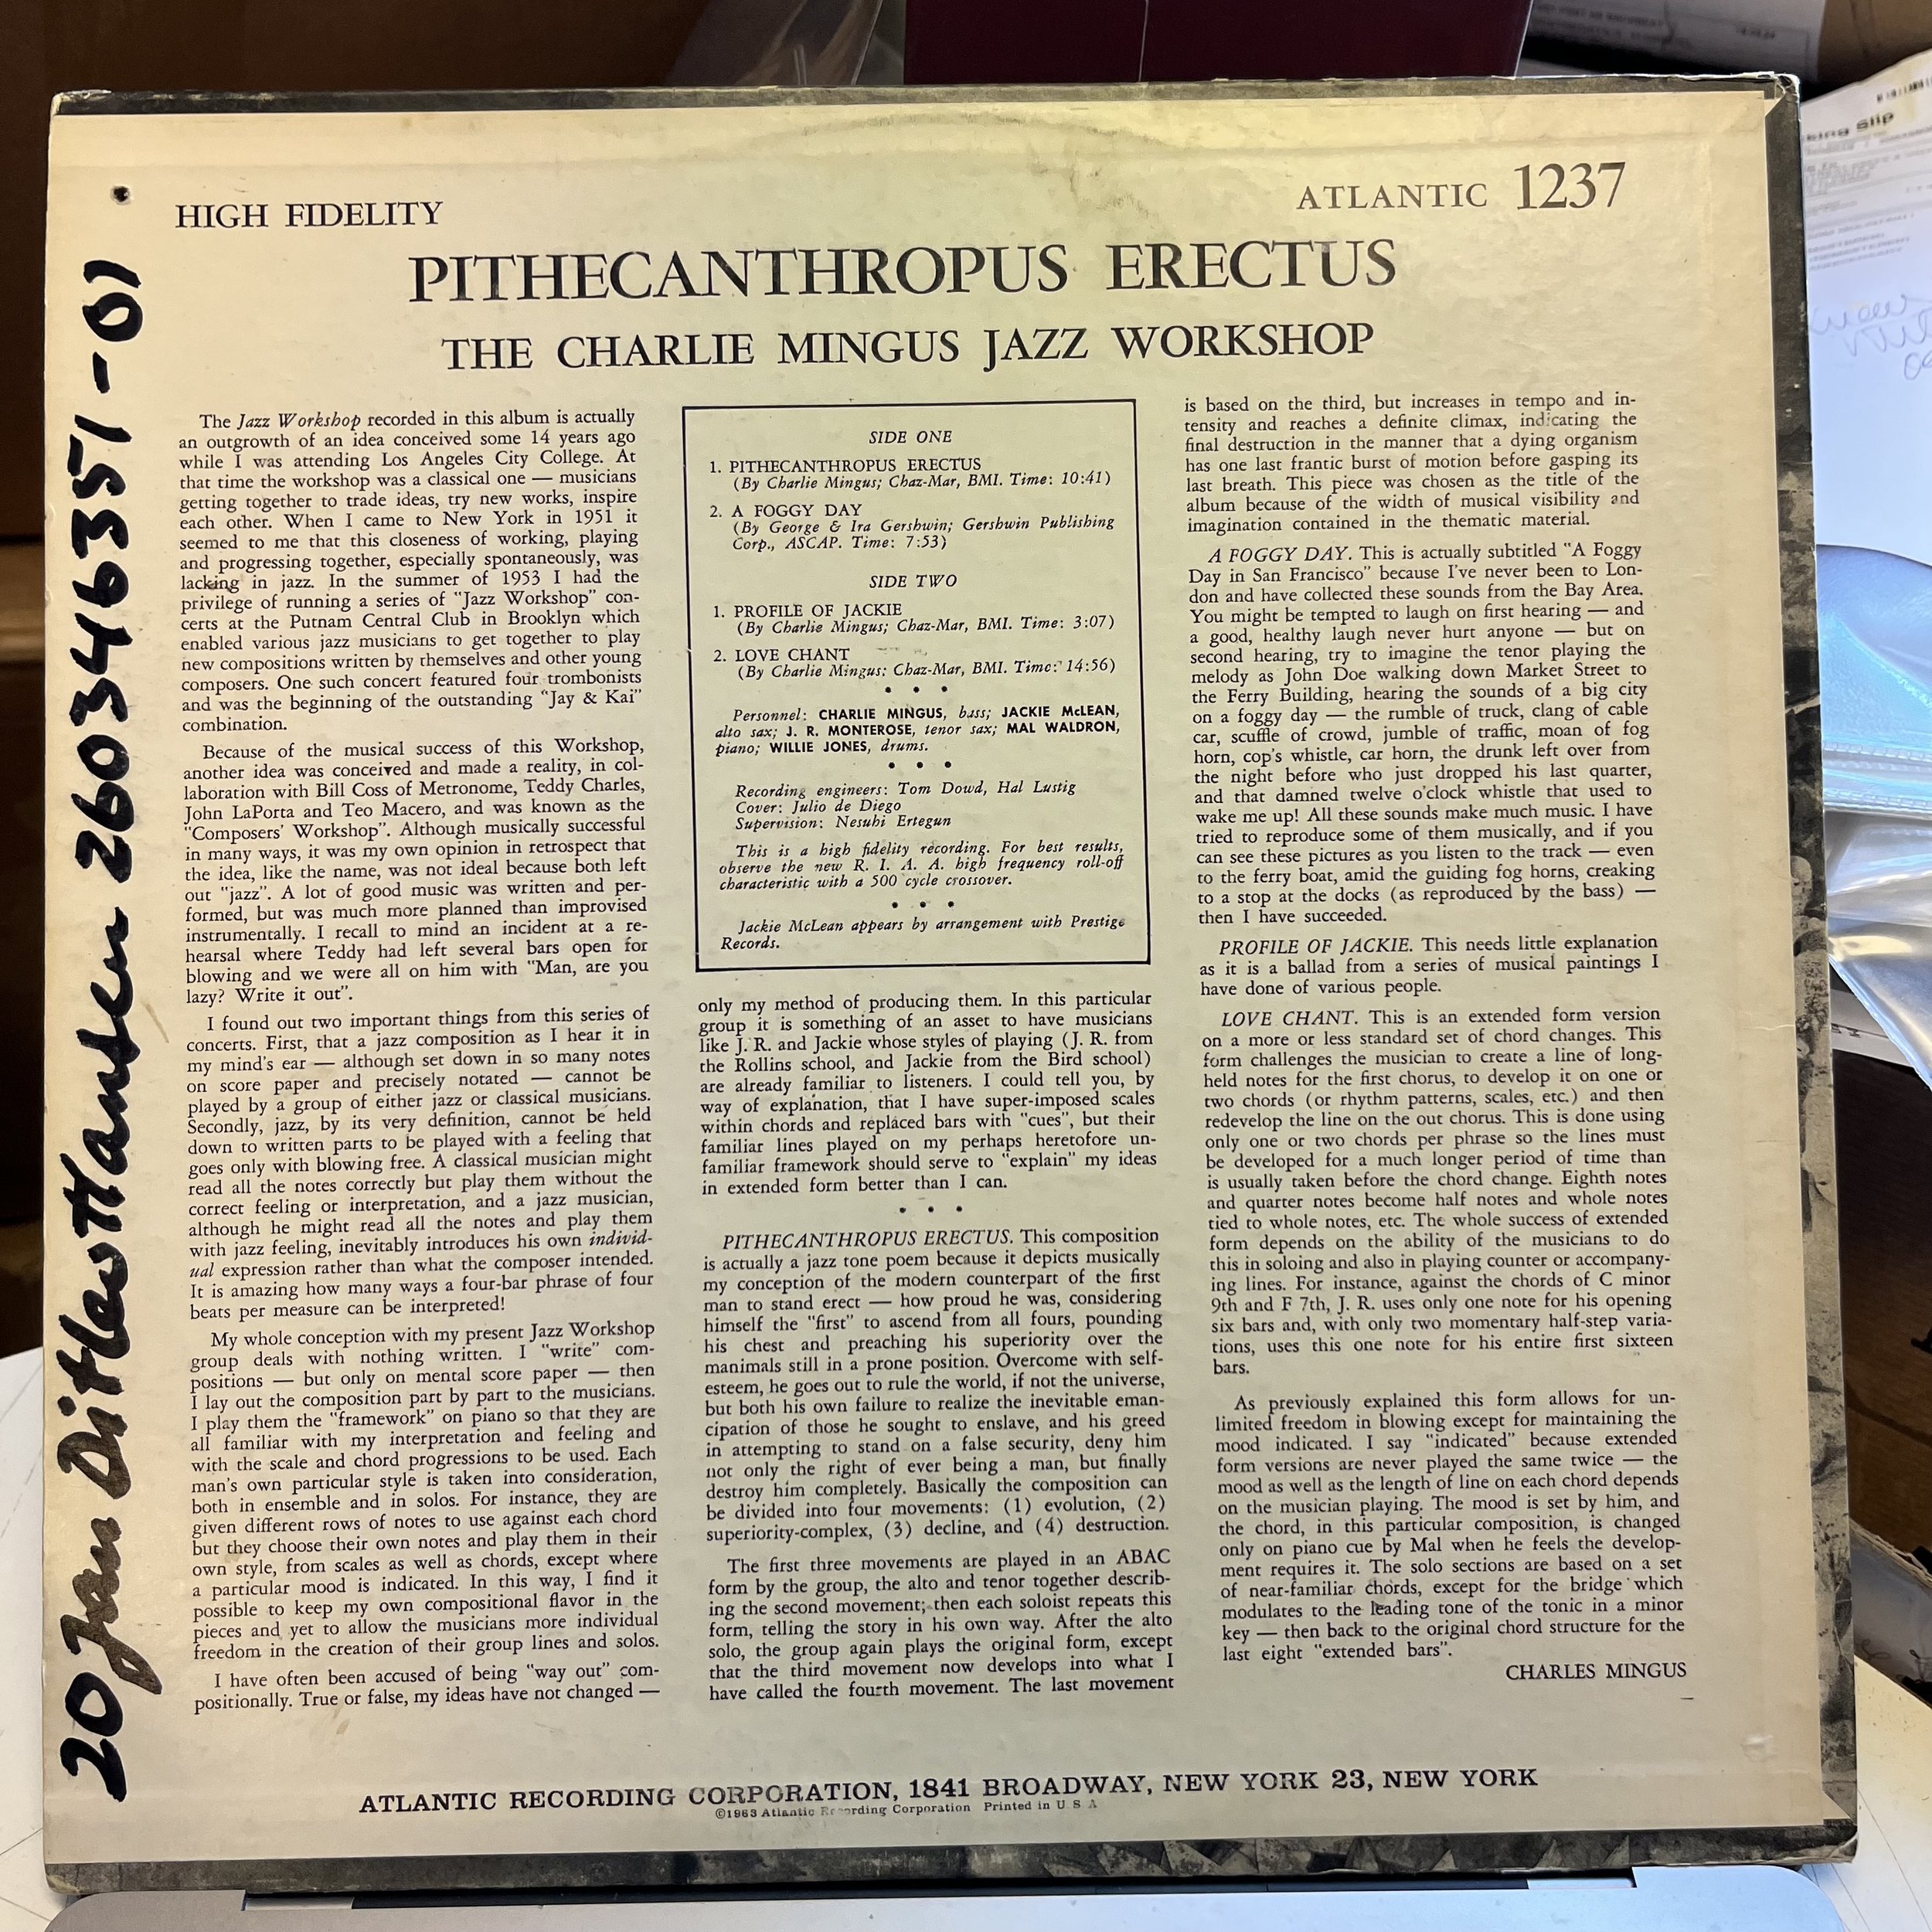 20 Jan Ditlev Hansen 2603446351-01
HIGH FIDELITY
ATLANTIC 1237
PITHECANTHROPUS ERECTUS
THE CHARLIE MINGUS JAZZ WORKSHOP
The Jazz Workshop recorded in this album is actually
an outgrowth of an idea conceived some 14 years ago
while I was attending Los Angeles City College. At
that time the workshop was a classical one — musicians
getting together to trade ideas, try new works, inspire
each other. When I came to New York in 1951 it
seemed to me that this closeness of working, playing
and progressing together, especially spontaneously, was
lacking in jazz. In the summer of 1953 I had the
privilege of running a series of "Jazz Workshop" con-
certs at the Putnam Central Club in Brooklyn which
enabled various jazz musicians to get together to play
new compositions written by themselves and other young
composers. One such concert featured four trombonists
and was the beginning of the outstanding "Jay & Kai"
combination.
Because of the musical success of this Workshop,
another idea was conceived and made a reality, in col-
laboration with Bill Coss of Metronome, Teddy Charles,
John LaPorta and Teo Macero, and was known as the
"Composers' Workshop". Although musically successful
in many ways, it was my own opinion in retrospect that
the idea, like the name, was not ideal because both left
out "jazz". A lot of good music was written and per-
formed, but was much more planned than improvised
instrumentally. I recall to mind an incident at a re-
hearsal where Teddy had left several bars open for
blowing and we were all on him with "Man, are you
lazy? Write it out".
I found out two important things from this series of
concerts. First, that a jazz composition as I hear it in
my mind's ear — although set down in so many notes
on score paper and precisely notated — cannot be
played by a group of either jazz or classical musicians.
Secondly, jazz, by its very definition, cannot be held
down to written parts to be played with a feeling that
goes only with blowing free. A classical musician might
read all the notes correctly but play them without the
correct feeling or interpretation, and a jazz musician,
although he might read all the notes and play them
with jazz feeling, inevitably introduces his own individ-
ual expression rather than what the composer intended.
It is amazing how many ways a four-bar phrase of four
beats per measure can be interpreted!
My whole conception with my present Jazz Workshop
group deals with nothing written. I "write" com-
positions — but only on mental score paper — then
I lay out the composition part by part to the musicians.
I play them the "framework" on piano so that they are
all familiar with my interpretation and feeling and
with the scale and chord progressions to be used. Each
man's own particular style is taken into consideration,
both in ensemble and in solos. For instance, they are
given different rows of notes to use against each chord
but they choose their own notes and play them in their
own style, from scales as well as chords, except where
a particular mood is indicated. In this way, I find it
possible to keep my own compositional flavor in the
pieces and yet to allow the musicians more individual
freedom in the creation of their group lines and solos.
I have often been accused of being "way out" com-
positionally. True or false, my ideas have not changed —
SIDE ONE
1. PITHECANTHROPUS ERECTUS
(By Charlie Mingus; Chaz-Mar, BMI. Time: 10:41)
2. A FOGGY DAY
(By George & Ira Gershwin; Gershwin Publishing
Corp., ASCAP. Time: 7:53)
SIDE TWO
1. PROFILE OF JACKIE
(By Charlie Mingus; Chaz-Mar, BMI. Time: 3:07)
2. LOVE CHANT
(By Charlie Mingus; Chaz-Mar, BMI. Time: 14:56)
• • •
Personnel: CHARLIE MINGUS, bass; JACKIE McLEAN,
alto sax; J. R. MONTEROSE, tenor sax; MAL WALDRON,
piano; WILLIE JONES, drums.
• • •
Recording engineers: Tom Dowd, Hal Lustig
Cover: Julio de Diego
Supervision: Nesuhi Ertegun
This is a high fidelity recording. For best results,
observe the new R. I. A. A. high frequency roll-off
characteristic with a 500 cycle crossover.
• • •
Jackie McLean appears by arrangement with Prestige
Records.
only my method of producing them. In this particular
group it is something of an asset to have musicians
like J. R. and Jackie whose styles of playing (J. R. from
the Rollins school, and Jackie from the Bird school)
are already familiar to listeners. I could tell you, by
way of explanation, that I have super-imposed scales
within chords and replaced bars with "cues", but their
familiar lines played on my perhaps heretofore un-
familiar framework should serve to "explain" my ideas
in extended form better than I can.
• • •
PITHECANTHROPUS ERECTUS. This composition
is actually a jazz tone poem because it depicts musically
my conception of the modern counterpart of the first
man to stand erect — how proud he was, considering
himself the "first" to ascend from all fours, pounding
his chest and preaching his superiority over the
manimals still in a prone position. Overcome with self-
esteem, he goes out to rule the world, if not the universe,
but both his own failure to realize the inevitable eman-
cipation of those he sought to enslave, and his greed
in attempting to stand on a false security, deny him
not only the right of ever being a man, but finally
destroy him completely. Basically the composition can
be divided into four movements: (1) evolution, (2)
superiority-complex, (3) decline, and (4) destruction.
The first three movements are played in an ABAC
form by the group, the alto and tenor together describ-
ing the second movement; then each soloist repeats this
form, telling the story in his own way. After the alto
solo, the group again plays the original form, except
that the third movement now develops into what I
have called the fourth movement. The last movement
is based on the third, but increases in tempo and in-
tensity and reaches a definite climax, indicating the
final destruction in the manner that a dying organism
has one last frantic burst of motion before gasping its
last breath. This piece was chosen as the title of the
album because of the width of musical visibility and
imagination contained in the thematic material.
A FOGGY DAY. This is actually subtitled "A Foggy
Day in San Francisco" because I've never been to Lon-
don and have collected these sounds from the Bay Area.
You might be tempted to laugh on first hearing — and
a good, healthy laugh never hurt anyone — but on
second hearing, try to imagine the tenor playing the
melody as John Doe walking down Market Street to
the Ferry Building, hearing the sounds of a big city
on a foggy day — the rumble of truck, clang of cable
car, scuffle of crowd, jumble of traffic, moan of fog
horn, cop's whistle, car horn, the drunk left over from
the night before who just dropped his last quarter,
and that damned twelve o'clock whistle that used to
wake me up! All these sounds make much music. I have
tried to reproduce some of them musically, and if you
can see these pictures as you listen to the track — even
to the ferry boat, amid the guiding fog horns, creaking
to a stop at the docks (as reproduced by the bass) —
then I have succeeded.
PROFILE OF JACKIE. This needs little explanation
as it is a ballad from a series of musical paintings I
have done of various people.
LOVE CHANT. This is an extended form version
on a more or less standard set of chord changes. This
form challenges the musician to create a line of long-
held notes for the first chorus, to develop it on one or
two chords (or rhythm patterns, scales, etc.) and then
redevelop the line on the out chorus. This is done using
only one or two chords per phrase so the lines must
be developed for a much longer period of time than
is usually taken before the chord change. Eighth notes
and quarter notes become half notes and whole notes
tied to whole notes, etc. The whole success of extended
form depends on the ability of the musicians to do
this in soloing and also in playing counter or accompany-
ing lines. For instance, against the chords of C minor
9th and F 7th, J. R. uses only one note for his opening
six bars and, with only two momentary half-step varia-
tions, uses this one note for his entire first sixteen
bars.
As previously explained this form allows for un-
limited freedom in blowing except for maintaining the
mood indicated. I say "indicated" because extended
form versions are never played the same twice — the
mood as well as the length of line on each chord depends
on the musician playing. The mood is set by him, and
the chord, in this particular composition, is changed
only on piano cue by Mal when he feels the develop-
ment requires it. The solo sections are based on a set
of near-familiar chords, except for the bridge which
modulates to the leading tone of the tonic in a minor
key — then back to the original chord structure for the
last eight "extended bars".
CHARLES MINGUS
ATLANTIC RECORDING CORPORATION, 1841 BROADWAY, NEW YORK 23, NEW YORK
©1963 Atlantic Recording Corporation Printed in U S A
Slip